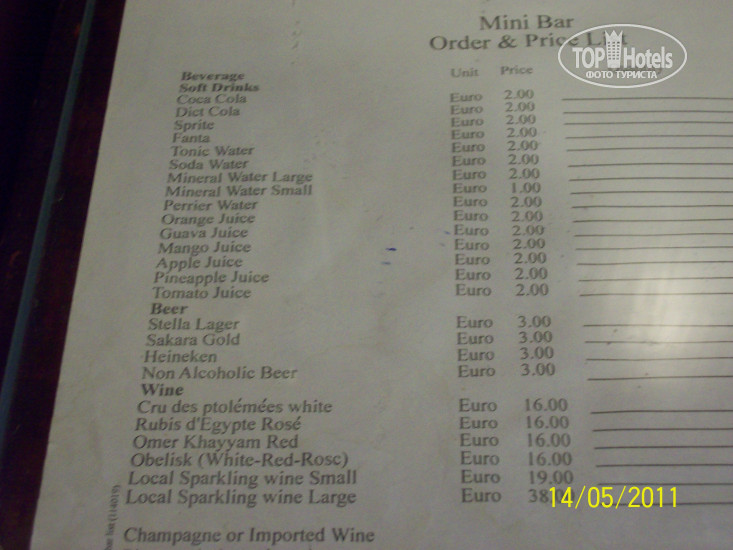 Mini Bar
Order & Price List
TOP Hotels
ФОТО ТУРИСТА
Beverage Unit Price
Soft Drinks
Coca Cola Euro 2.00
Diet Cola Euro 2.00
Sprite Euro 2.00
Fanta Euro 2.00
Tonic Water Euro 2.00
Soda Water Euro 2.00
Mineral Water Large Euro 2.00
Mineral Water Small Euro 1.00
Perrier Water Euro 2.00
Orange Juice Euro 2.00
Guava Juice Euro 2.00
Mango Juice Euro 2.00
Apple Juice Euro 2.00
Pineapple Juice Euro 2.00
Tomato Juice Euro 2.00
Beer
Stella Lager Euro 3.00
Sakara Gold Euro 3.00
Heineken Euro 3.00
Non Alcoholic Beer Euro 3.00
Wine
Cru des ptolémées white Euro 16.00
Rubis d'Egypte Rosé Euro 16.00
Omer Khayyam Red Euro 16.00
Obelisk (White-Red-Rose) Euro 16.00
Local Sparkling wine Small Euro 19.00
Local Sparkling wine Large Euro 38
14/05/2011
Champagne or Imported Wine